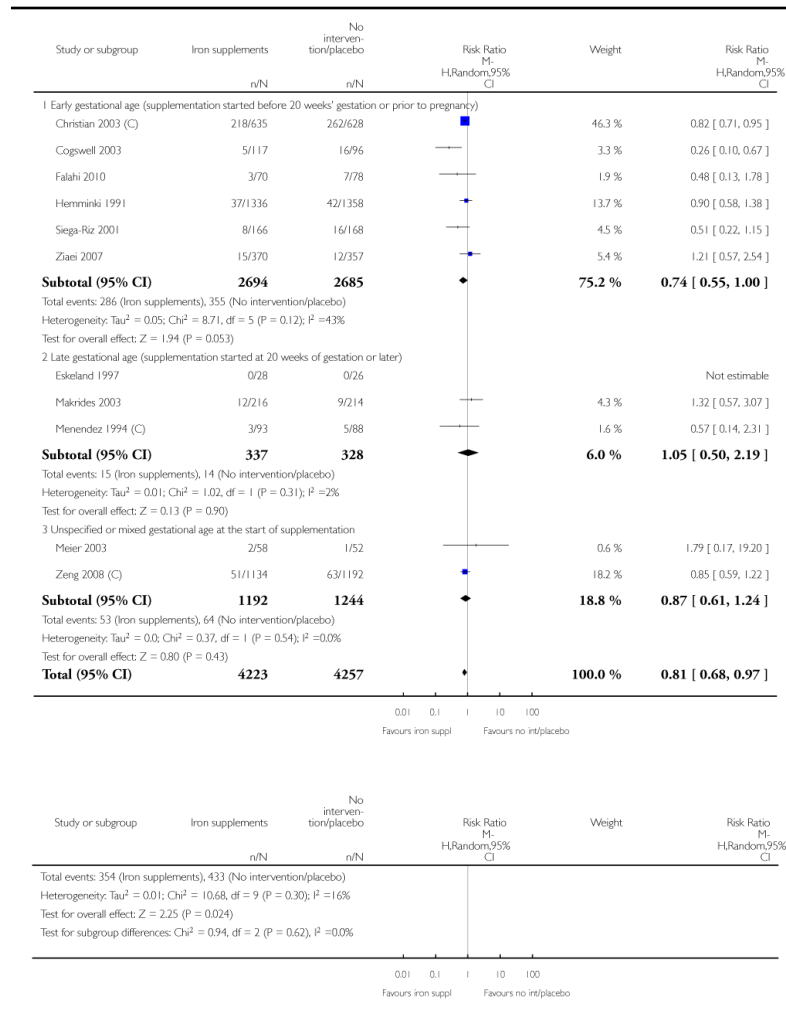 No
interven-
Study or subgroup Iron supplements tion/placebo Risk Ratio Weight Risk Ratio
M- M-
H,Random,95% H,Random,95%
n/N n/N CI CI
1 Early gestational age (supplementation started before 20 weeks' gestation or prior to pregnancy)
Christian 2003 (C) 218/635 262/628 46.3 % 0.82 [ 0.71, 0.95 ]
Cogswell 2003 5/117 16/96 3.3 % 0.26 [ 0.10, 0.67 ]
Falahi 2010 3/70 7/78 1.9 % 0.48 [ 0.13, 1.78 ]
Hemminki 1991 37/1336 42/1358 13.7 % 0.90 [ 0.58, 1.38 ]
Siega-Riz 2001 8/166 16/168 4.5 % 0.51 [ 0.22, 1.15 ]
Ziaei 2007 15/370 12/357 5.4 % 1.21 [ 0.57, 2.54 ]
Subtotal (95% CI) 2694 2685 75.2 % 0.74 [ 0.55, 1.00 ]
Total events: 286 (Iron supplements), 355 (No intervention/placebo)
Heterogeneity: Tau² = 0.05; Chi² = 8.71, df = 5 (P = 0.12); I² =43%
Test for overall effect: Z = 1.94 (P = 0.053)
2 Late gestational age (supplementation started at 20 weeks of gestation or later)
Eskeland 1997 0/28 0/26 Not estimable
Makrides 2003 12/216 9/214 4.3 % 1.32 [ 0.57, 3.07 ]
Menendez 1994 (C) 3/93 5/88 1.6 % 0.57 [ 0.14, 2.31 ]
Subtotal (95% CI) 337 328 6.0 % 1.05 [ 0.50, 2.19 ]
Total events: 15 (Iron supplements), 14 (No intervention/placebo)
Heterogeneity: Tau² = 0.01; Chi² = 1.02, df = 1 (P = 0.31); I² =2%
Test for overall effect: Z = 0.13 (P = 0.90)
3 Unspecified or mixed gestational age at the start of supplementation
Meier 2003 2/58 1/52 0.6 % 1.79 [ 0.17, 19.20 ]
Zeng 2008 (C) 51/1134 63/1192 18.2 % 0.85 [ 0.59, 1.22 ]
Subtotal (95% CI) 1192 1244 18.8 % 0.87 [ 0.61, 1.24 ]
Total events: 53 (Iron supplements), 64 (No intervention/placebo)
Heterogeneity: Tau² = 0.0; Chi² = 0.37, df = 1 (P = 0.54); I² =0.0%
Test for overall effect: Z = 0.80 (P = 0.43)
Total (95% CI) 4223 4257 100.0 % 0.81 [ 0.68, 0.97 ]
0.01 0.1 1 10 100
Favours iron suppl Favours no int/placebo
No
interven-
Study or subgroup Iron supplements tion/placebo Risk Ratio Weight Risk Ratio
M- M-
H,Random,95% H,Random,95%
n/N n/N CI CI
Total events: 354 (Iron supplements), 433 (No intervention/placebo)
Heterogeneity: Tau² = 0.01; Chi² = 10.68, df = 9 (P = 0.30); I² =16%
Test for overall effect: Z = 2.25 (P = 0.024)
Test for subgroup differences: Chi² = 0.94, df = 2 (P = 0.62), I² =0.0%
0.01 0.1 1 10 100
Favours iron suppl Favours no int/placebo